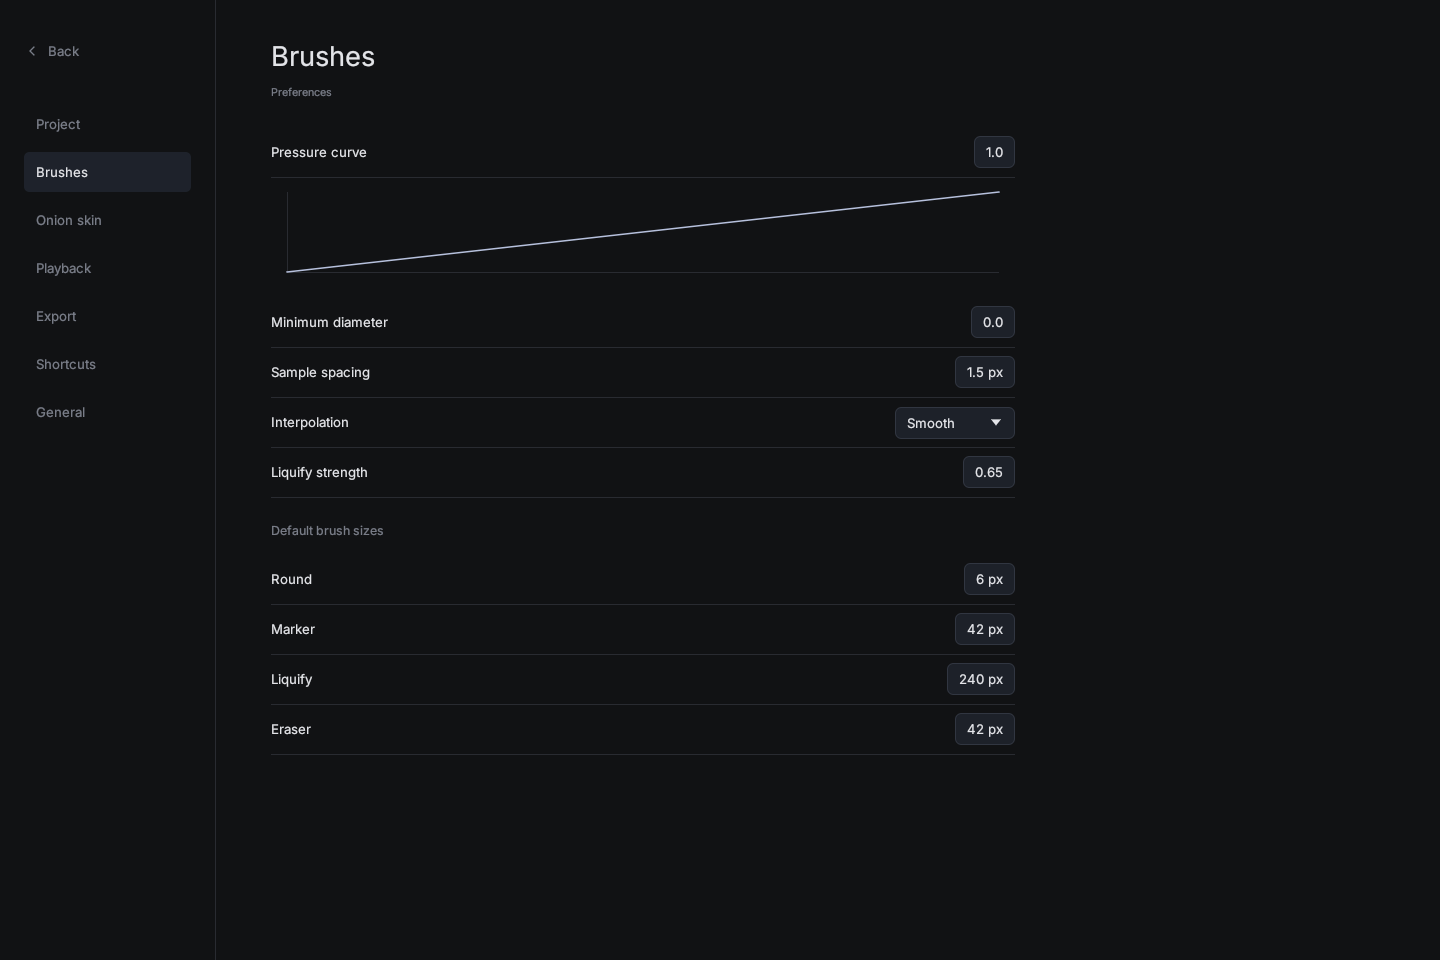 Back
Project
Brushes
Onion skin
Playback
Export
Shortcuts
General
Brushes
Preferences
Pressure curve 1.0
Minimum diameter 0.0
Sample spacing 1.5 px
Interpolation Smooth
Liquify strength 0.65
Default brush sizes
Round 6 px
Marker 42 px
Liquify 240 px
Eraser 42 px